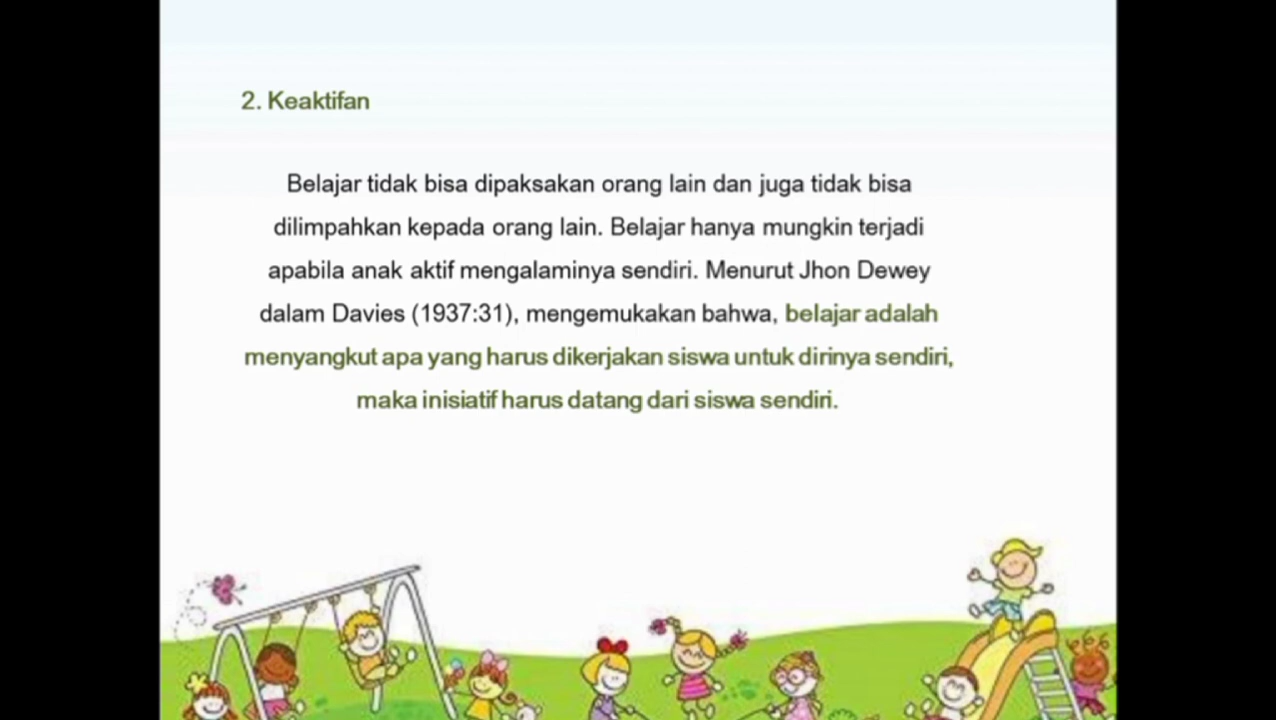 2. Keaktifan
Belajar tidak bisa dipaksakan orang lain dan juga tidak bisa
dilimpahkan kepada orang lain. Belajar hanya mungkin terjadi
apabila anak aktif mengalaminya sendiri. Menurut Jhon Dewey
dalam Davies (1937:31), mengemukakan bahwa, belajar adalah
menyangkut apa yang harus dikerjakan siswa untuk dirinya sendiri,
maka inisiatif harus datang dari siswa sendiri.